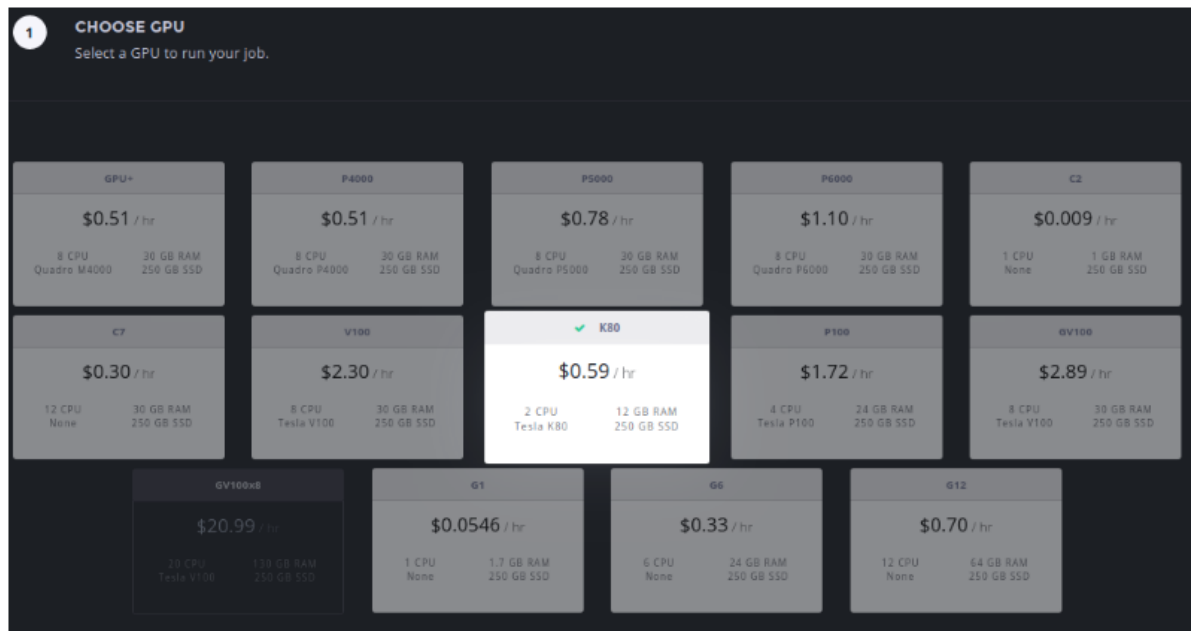 1
CHOOSE GPU
Select a GPU to run your job.
GPU+
$0.51 / hr
8 CPU 30 GB RAM
Quadro M4000 250 GB SSD
P4000
$0.51 / hr
8 CPU 30 GB RAM
Quadro P4000 250 GB SSD
P5000
$0.78 / hr
8 CPU 30 GB RAM
Quadro P5000 250 GB SSD
P6000
$1.10 / hr
8 CPU 30 GB RAM
Quadro P6000 250 GB SSD
C2
$0.009 / hr
1 CPU 1 GB RAM
None 250 GB SSD
C7
$0.30 / hr
12 CPU 30 GB RAM
None 250 GB SSD
V100
$2.30 / hr
8 CPU 30 GB RAM
Tesla V100 250 GB SSD
K80
$0.59 / hr
2 CPU 12 GB RAM
Tesla K80 250 GB SSD
P100
$1.72 / hr
4 CPU 24 GB RAM
Tesla P100 250 GB SSD
GV100
$2.89 / hr
8 CPU 30 GB RAM
Tesla V100 250 GB SSD
GV100x8
$20.99 / hr
20 CPU 130 GB RAM
Tesla V100 250 GB SSD
G1
$0.0546 / hr
1 CPU 1.7 GB RAM
None 250 GB SSD
G6
$0.33 / hr
6 CPU 24 GB RAM
None 250 GB SSD
G12
$0.70 / hr
12 CPU 64 GB RAM
None 250 GB SSD